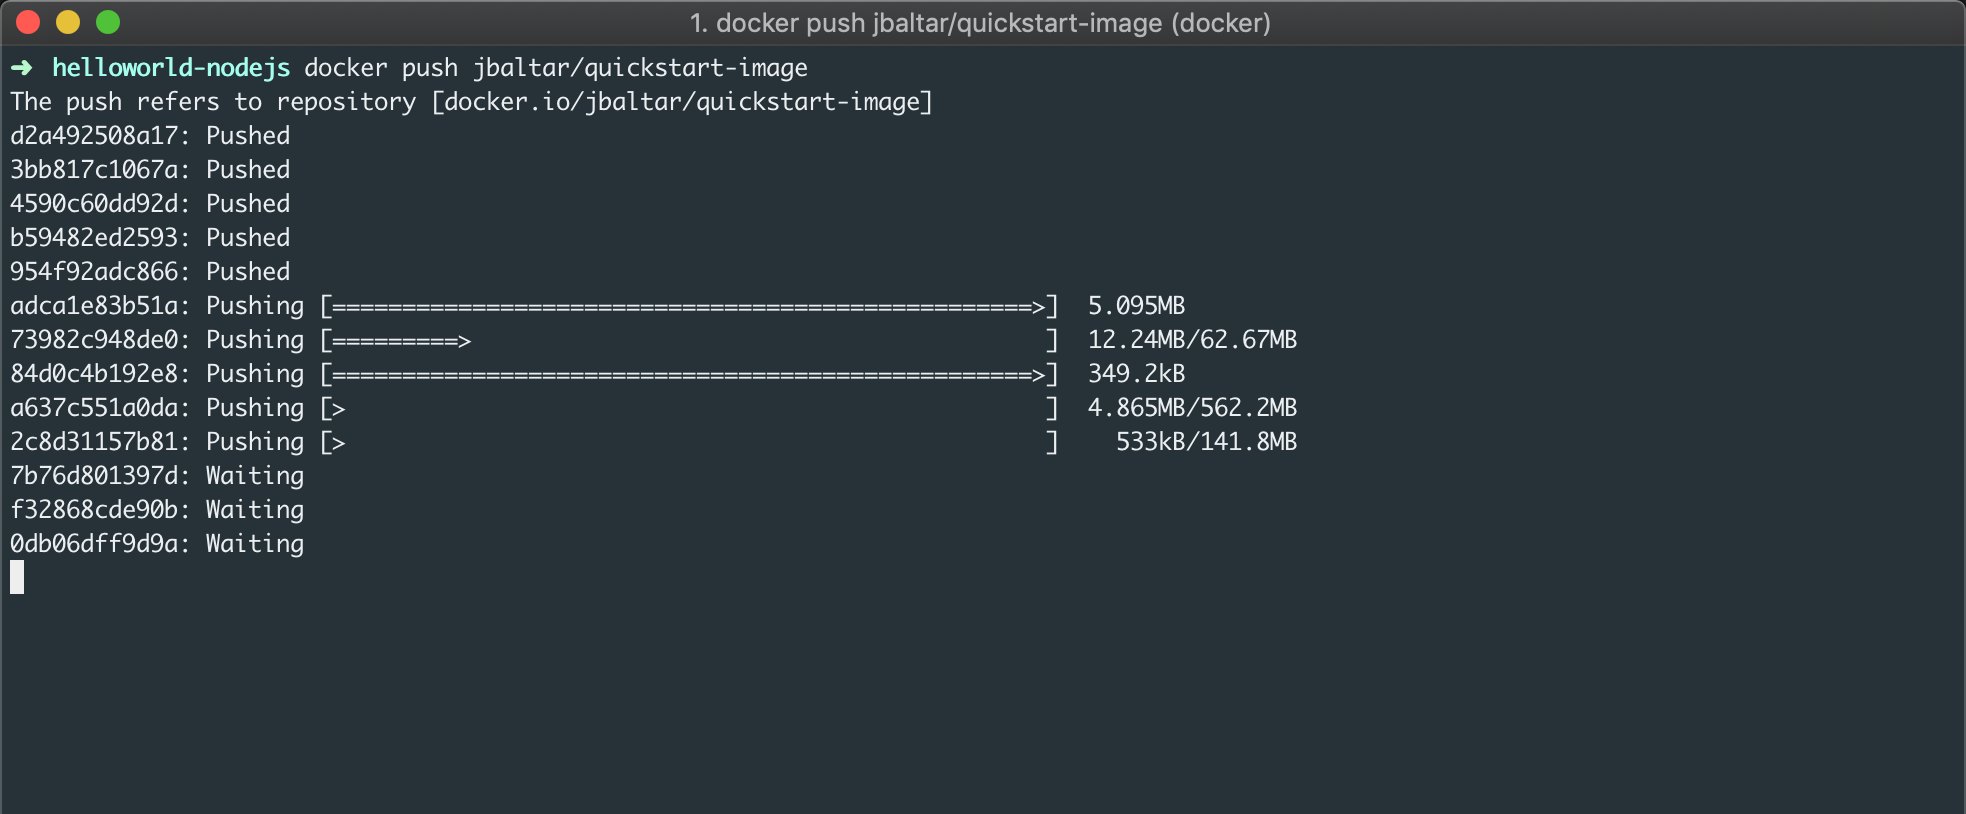 1. docker push jbaltar/quickstart-image (docker)
➜ helloworld-nodejs docker push jbaltar/quickstart-image
The push refers to repository [docker.io/jbaltar/quickstart-image]
d2a492508a17: Pushed
3bb817c1067a: Pushed
4590c60dd92d: Pushed
b59482ed2593: Pushed
954f92adc866: Pushed
adca1e83b51a: Pushing [==================================================>]  5.095MB
73982c948de0: Pushing [=========>                                         ]  12.24MB/62.67MB
84d0c4b192e8: Pushing [==================================================>]  349.2kB
a637c551a0da: Pushing [>                                                  ]  4.865MB/562.2MB
2c8d31157b81: Pushing [>                                                  ]    533kB/141.8MB
7b76d801397d: Waiting
f32868cde90b: Waiting
0db06dff9d9a: Waiting